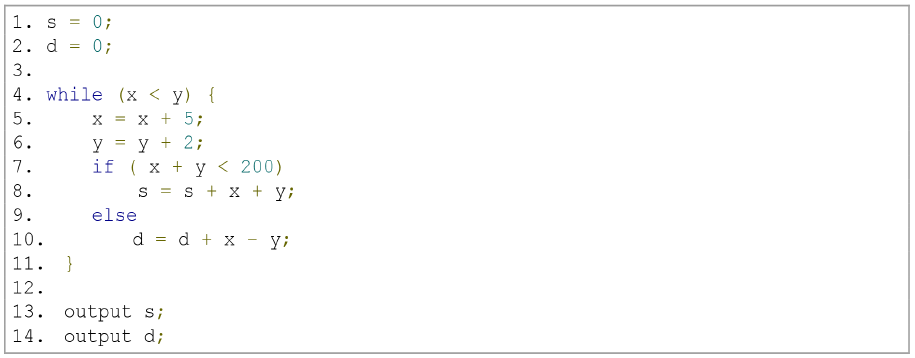 1. s = 0;
2. d = 0;
3.
4. while (x < y) {
5.     x = x + 5;
6.     y = y + 2;
7.     if ( x + y < 200)
8.         s = s + x + y;
9.     else
10.        d = d + x - y;
11.  }
12.
13.  output s;
14.  output d;